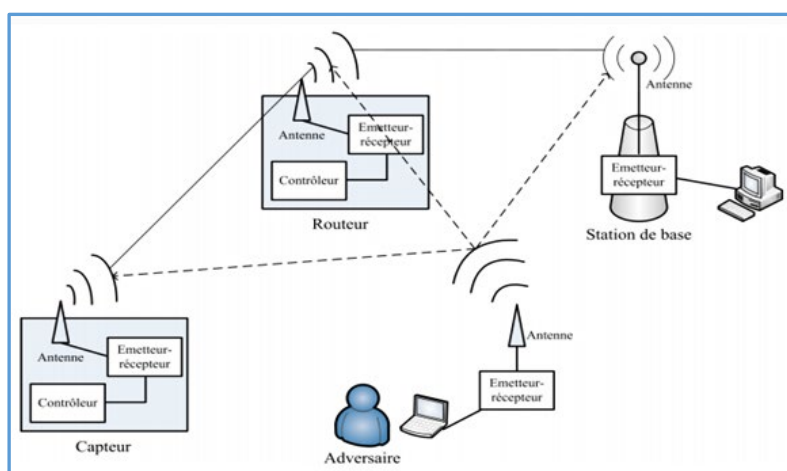 Antenne
Antenne
Emetteur-
récepteur
Contrôleur
Routeur
Emetteur-
récepteur
Station de base
Antenne
Emetteur-
récepteur
Contrôleur
Capteur
Antenne
Emetteur-
récepteur
Adversaire